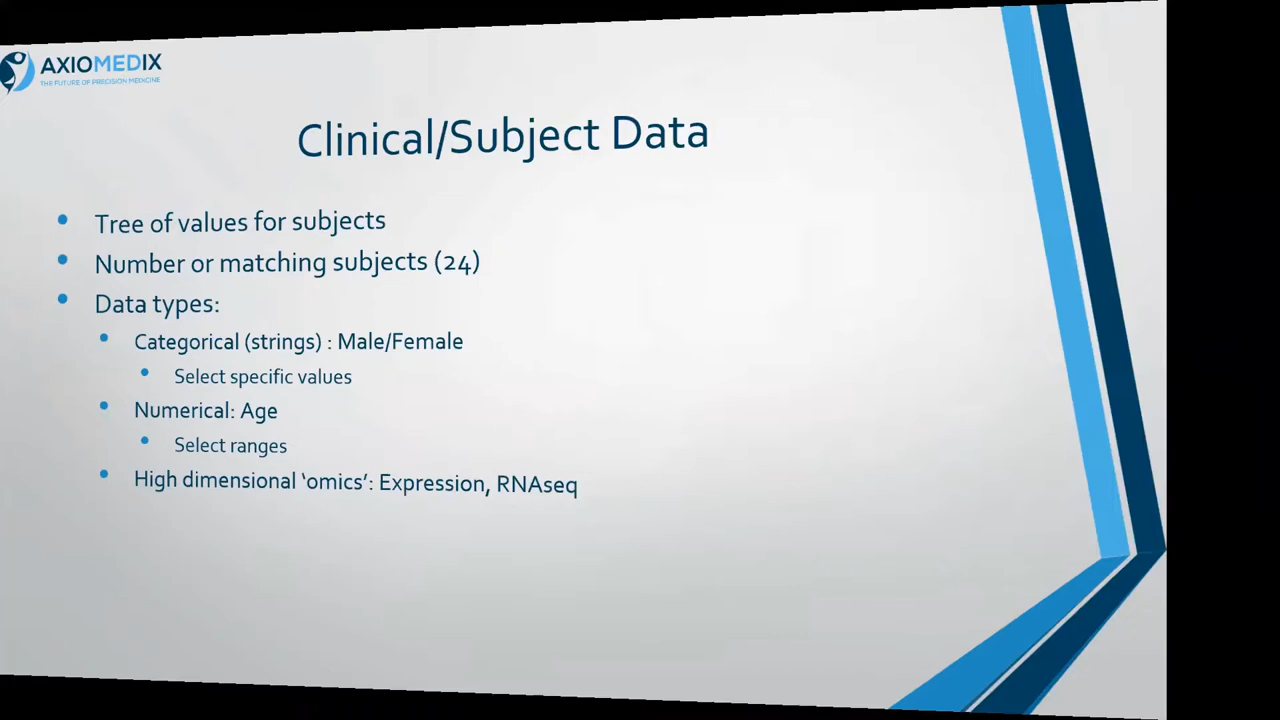 AXIOMEDIX
THE FUTURE OF PRECISION MEDICINE
Clinical/Subject Data
• Tree of values for subjects
• Number or matching subjects (24)
• Data types:
• Categorical (strings) : Male/Female
• Select specific values
• Numerical: Age
• Select ranges
• High dimensional ‘omics’: Expression, RNAseq